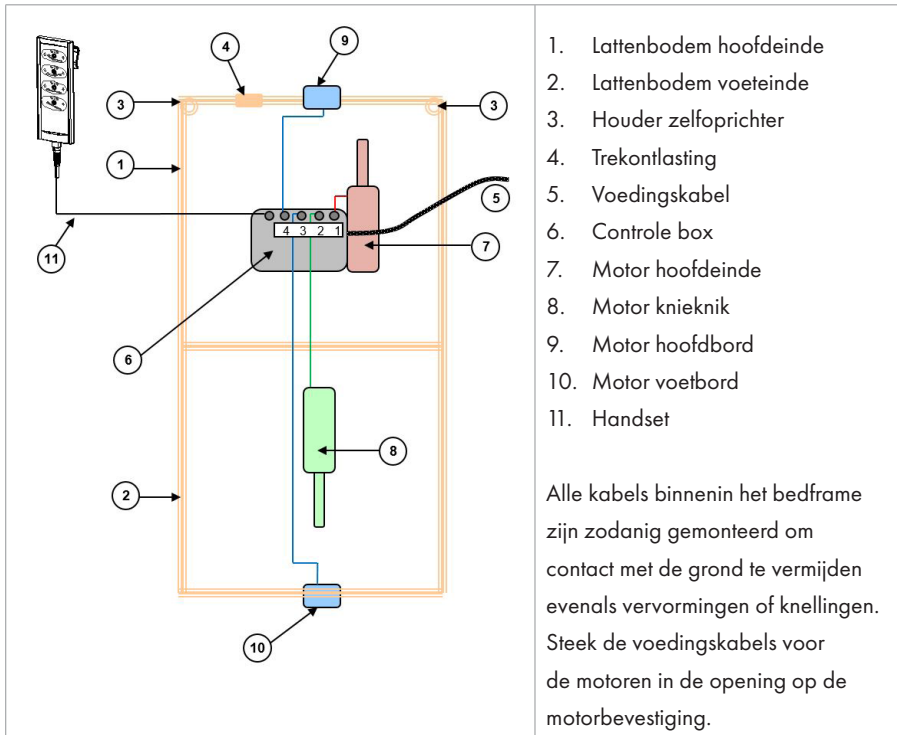 4
9
3
3
1
5
4 3 2 1
7
11
6
8
2
10
1. Lattenbodem hoofdeinde
2. Lattenbodem voeteinde
3. Houder zelfoprichter
4. Trekontlasting
5. Voedingskabel
6. Controle box
7. Motor hoofdeinde
8. Motor knieknik
9. Motor hoofdbord
10. Motor voetbord
11. Handset
Alle kabels binnenin het bedframe
zijn zodanig gemonteerd om
contact met de grond te vermijden
evenals vervormingen of knellingen.
Steek de voedingskabels voor
de motoren in de opening op de
motorbevestiging.